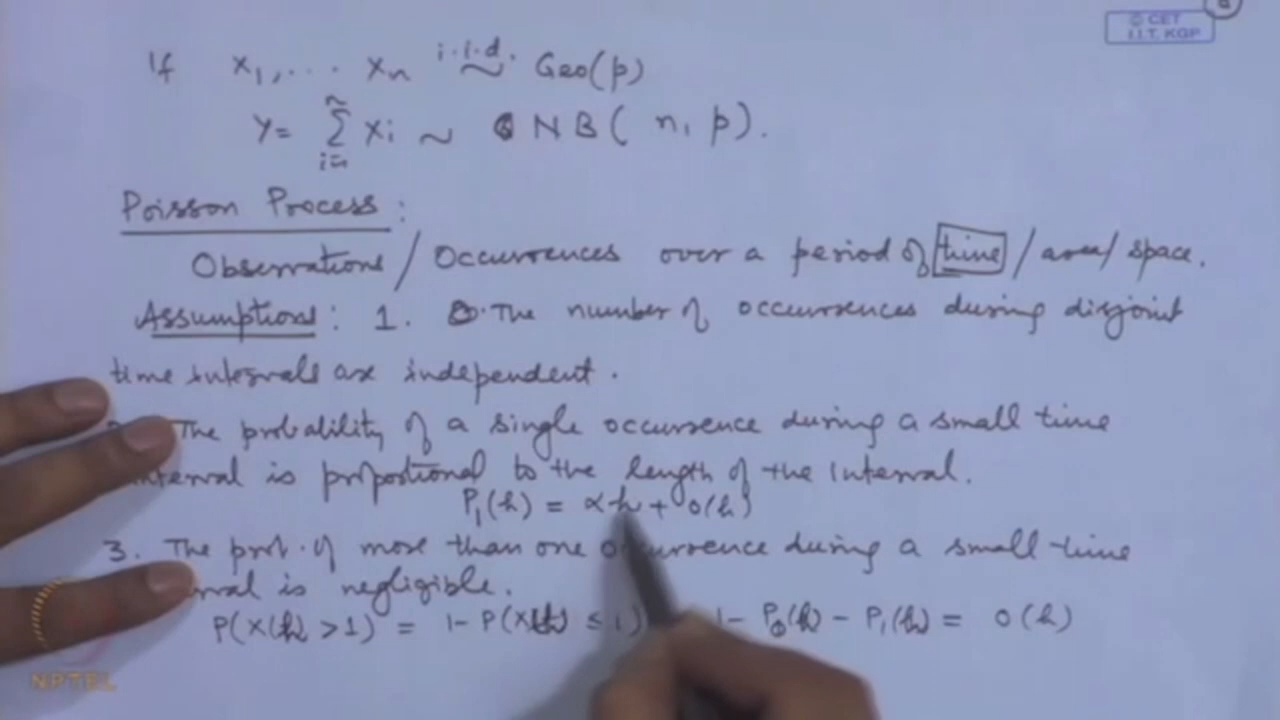 © CET
I.I.T. KGP
If X1, ... Xn i.i.d. ~ Geo(p)
Y = n Σ i= Xi ~ NB( n, p).
Poisson Process :
Observations / Occurrences over a period of time / area / space.
Assumptions : 1. The number of occurrences during disjoint
time intervals are independent.
The probability of a single occurrence during a small time
interval is proportional to the length of the interval.
P1(h) = αh + o(h)
3. The prob. of more than one occurrence during a small time
is negligible.
P(X(h) > 1) = 1- P(X(h) ≤ 1) 1- P0(h) - P1(h) = o(h)
NPTEL